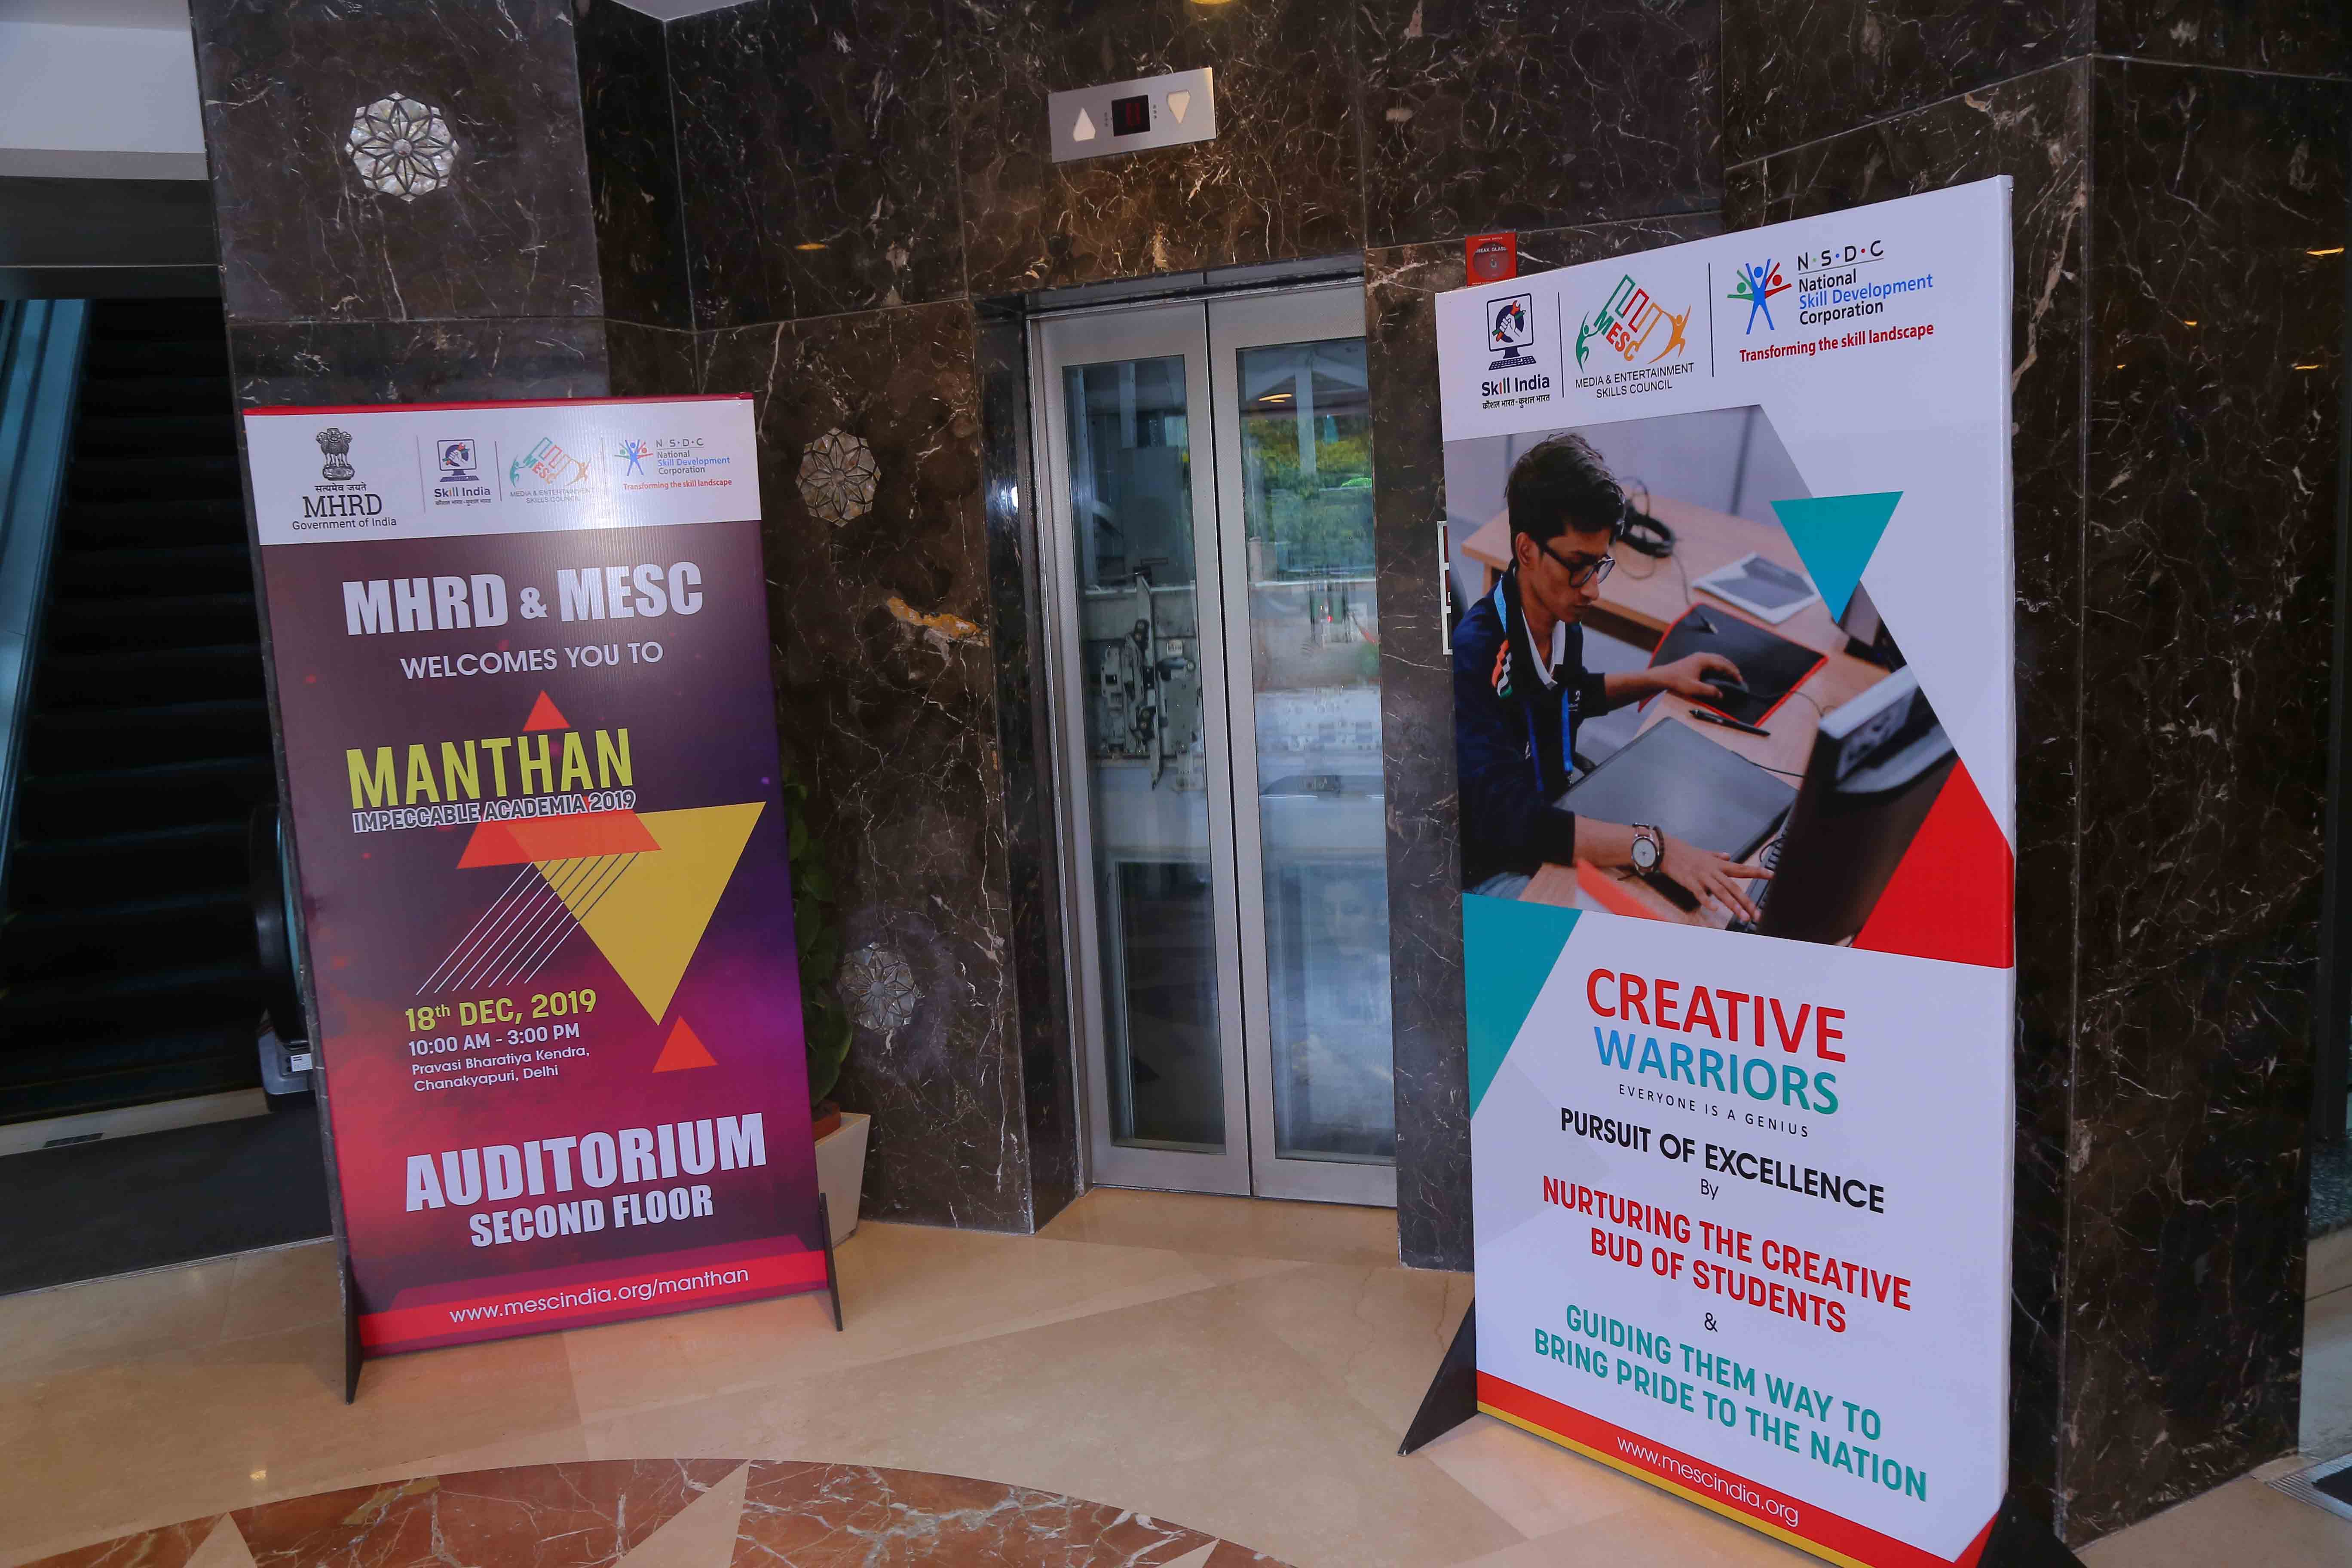 सत्यमेव जयते
MHRD
Government of India
Skill India
कौशल भारत-कुशल भारत
MESC
MEDIA & ENTERTAINMENT
SKILLS COUNCIL
N·S·D·C
National
Skill Development
Corporation
Transforming the skill landscape
MHRD & MESC
WELCOMES YOU TO
MANTHAN
IMPECCABLE ACADEMIA 2019
18th DEC, 2019
10:00 AM - 3:00 PM
Pravasi Bharatiya Kendra,
Chanakyapuri, Delhi
AUDITORIUM
SECOND FLOOR
www.mescindia.org/manthan
Skill India
कौशल भारत-कुशल भारत
MESC
MEDIA & ENTERTAINMENT
SKILLS COUNCIL
N·S·D·C
National
Skill Development
Corporation
Transforming the skill landscape
CREATIVE
WARRIORS
EVERYONE IS A GENIUS
PURSUIT OF EXCELLENCE
By
NURTURING THE CREATIVE
BUD OF STUDENTS
&
GUIDING THEM WAY TO
BRING PRIDE TO THE NATION
www.mescindia.org